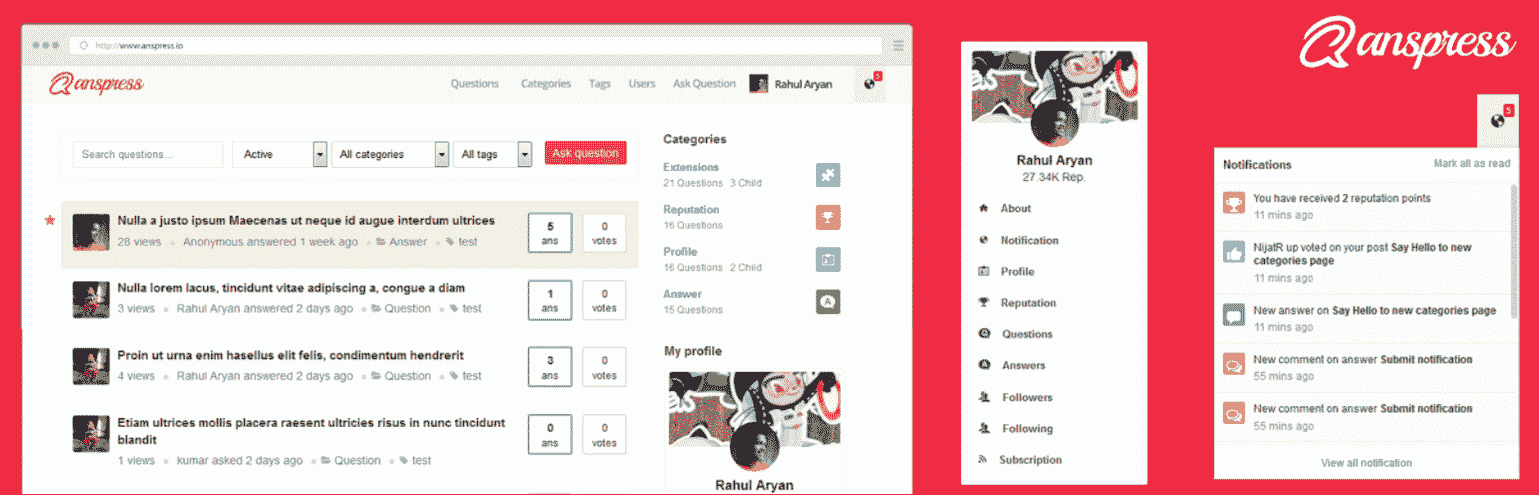 http://www.anspress.io
anspress
Questions Categories Tags Users Ask Question Rahul Aryan 5
Search questions... Active All categories All tags Ask question
Nulla a justo ipsum Maecenas ut neque id augue interdum ultrices
28 views Anonymous answered 1 week ago Answer test
5 ans
0 votes
Nulla lorem lacus, tincidunt vitae adipiscing a, congue a diam
3 views Rahul Aryan answered 2 days ago Question test
1 ans
0 votes
Proin ut urna enim hasellus elit felis, condimentum hendrerit
4 views Rahul Aryan answered 2 days ago Question test
3 ans
0 votes
Etiam ultrices mollis placera raesent ultricies risus in nunc tincidunt
blandit
1 views kumar asked 2 days ago Question test
0 ans
0 votes
Categories
Extensions
21 Questions 3 Child
Reputation
16 Questions
Profile
16 Questions 2 Child
Answer
15 Questions
A
My profile
Rahul Aryan
Rahul Aryan
27.34K Rep.
About
Notification
Profile
Reputation
Questions
Answers
Followers
Following
Subscription
anspress
5
Notifications Mark all as read
You have received 2 reputation points
11 mins ago
NijatR up voted on your post Say Hello to new
categories page
11 mins ago
New answer on Say Hello to new categories page
11 mins ago
New comment on answer Submit notification
55 mins ago
New comment on answer Submit notification
55 mins ago
View all notification